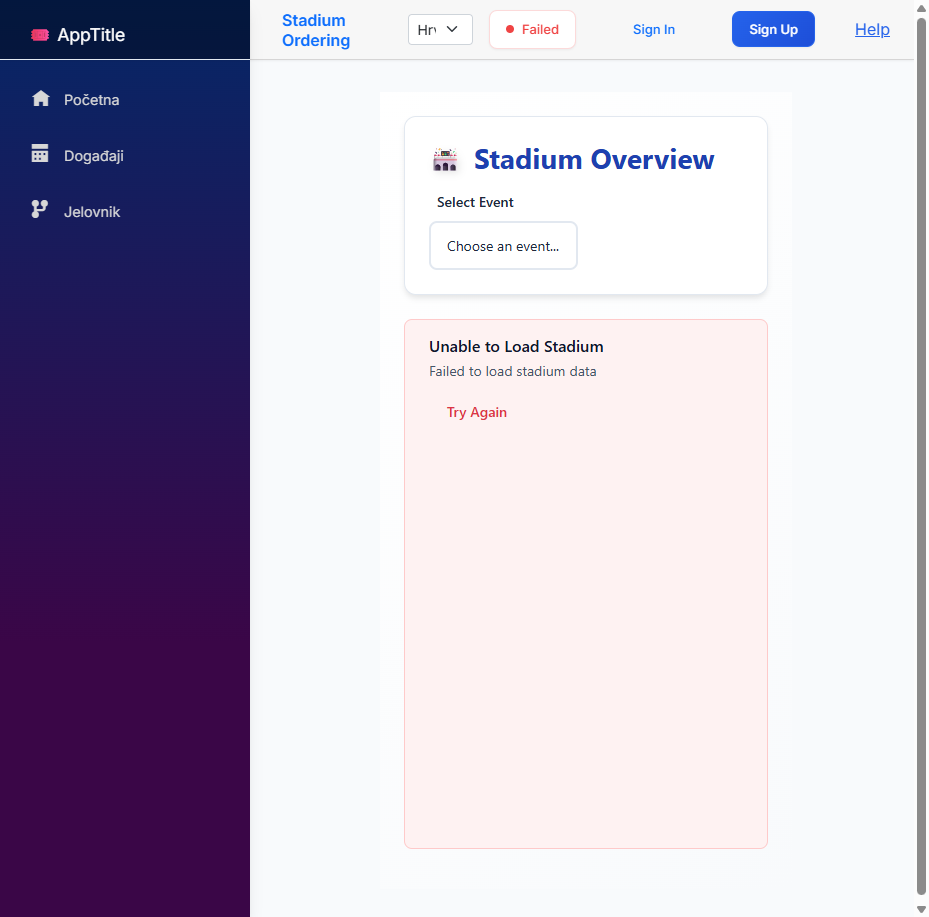 AppTitle
Početna
Događaji
Jelovnik
Stadium
Ordering
Failed
Sign In
Sign Up
Help
Stadium Overview
Select Event
Choose an event...
Unable to Load Stadium
Failed to load stadium data
Try Again